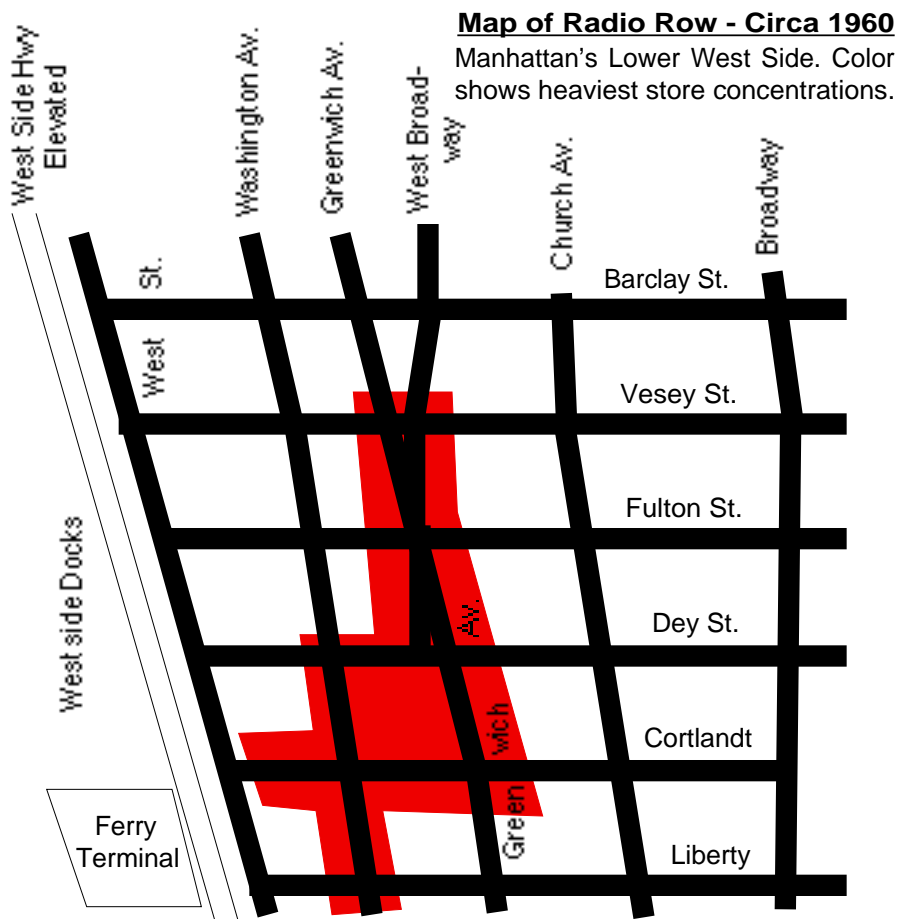 Map of Radio Row - Circa 1960
Manhattan's Lower West Side. Color
shows heaviest store concentrations.
West Side Hwy
Elevated
Washington Av.
Greenwich Av.
West Broad-
way
Church Av.
Broadway
West St.
Barclay St.
Vesey St.
Fulton St.
Dey St.
Cortlandt
Liberty
Greenwich Av.
West side Docks
Ferry
Terminal